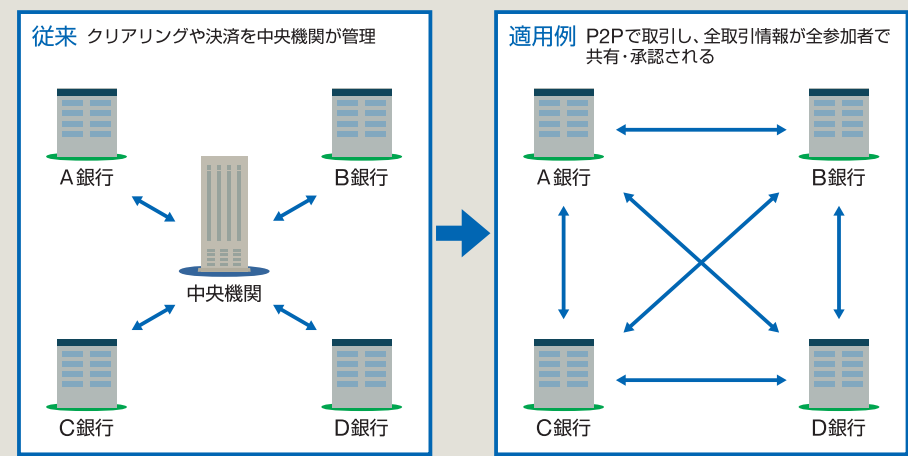 従来 クリアリングや決済を中央機関が管理
A銀行
B銀行
中央機関
C銀行
D銀行
適用例 P2Pで取引し、全取引情報が全参加者で
共有・承認される
A銀行
B銀行
C銀行
D銀行